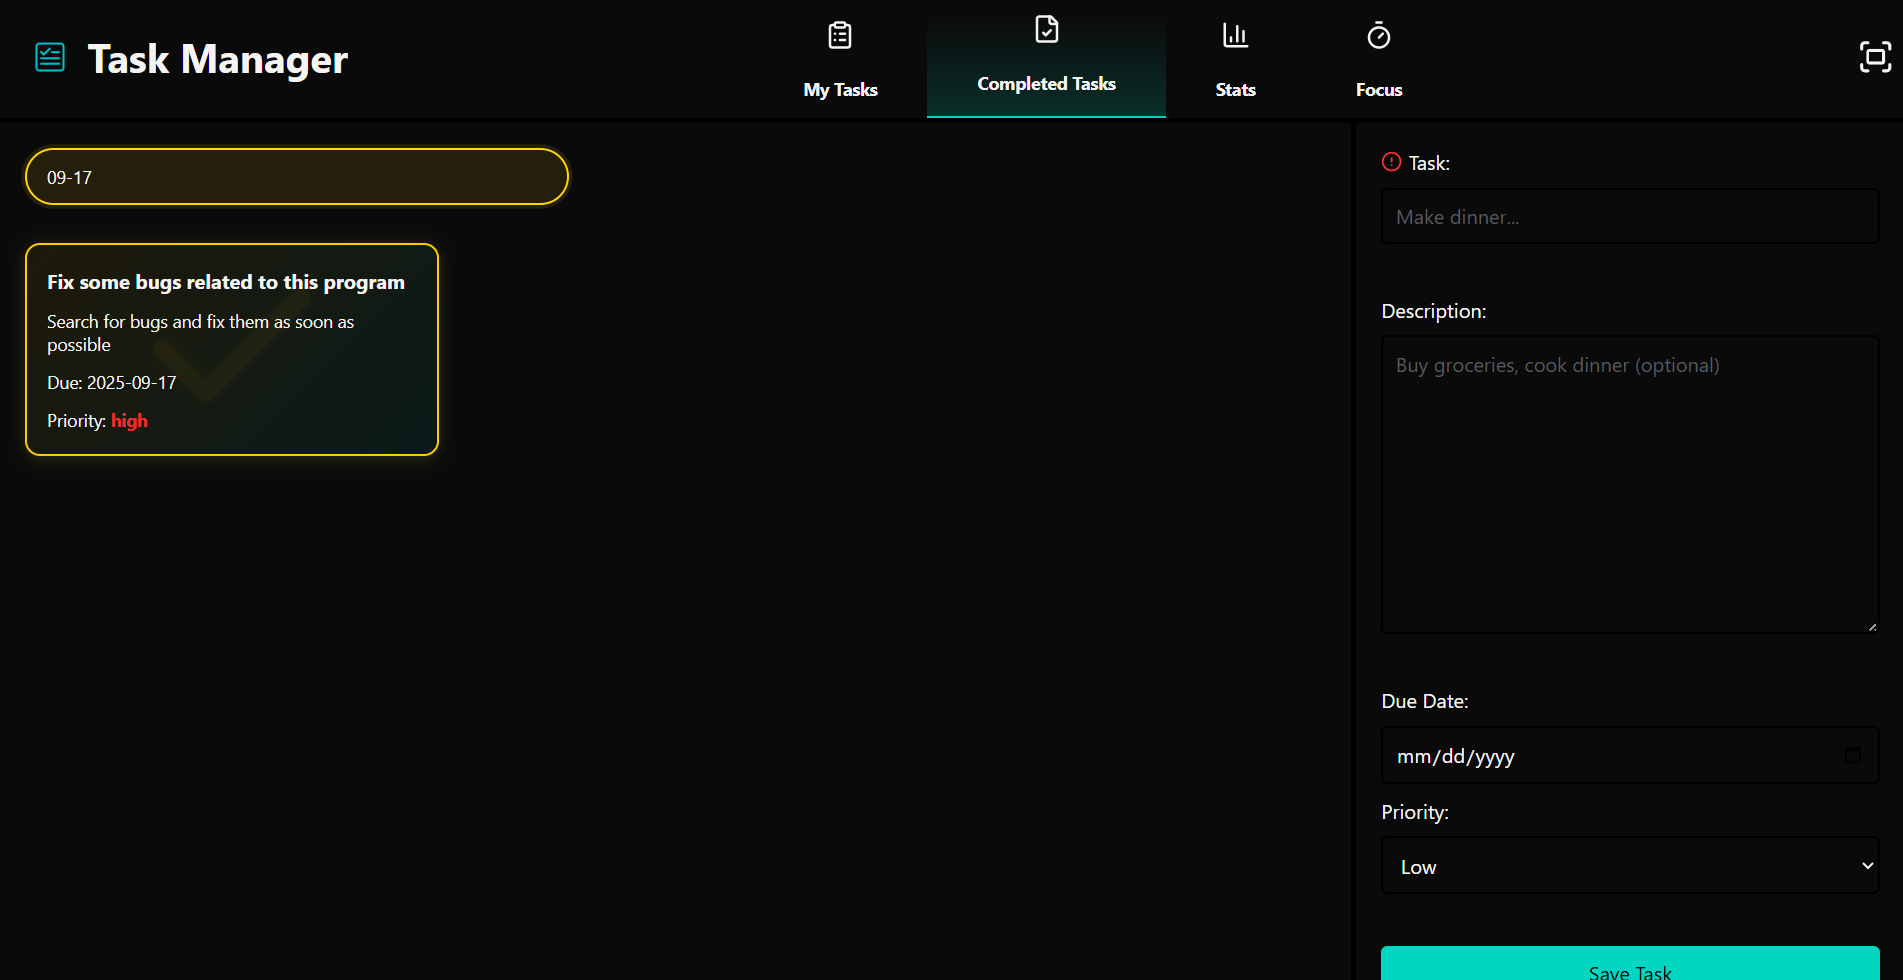 Task Manager
My Tasks
Completed Tasks
Stats
Focus
09-17
Fix some bugs related to this program
Search for bugs and fix them as soon as
possible
Due: 2025-09-17
Priority: high
Task:
Make dinner...
Description:
Buy groceries, cook dinner (optional)
Due Date:
mm/dd/yyyy
Priority:
Low
Save Task